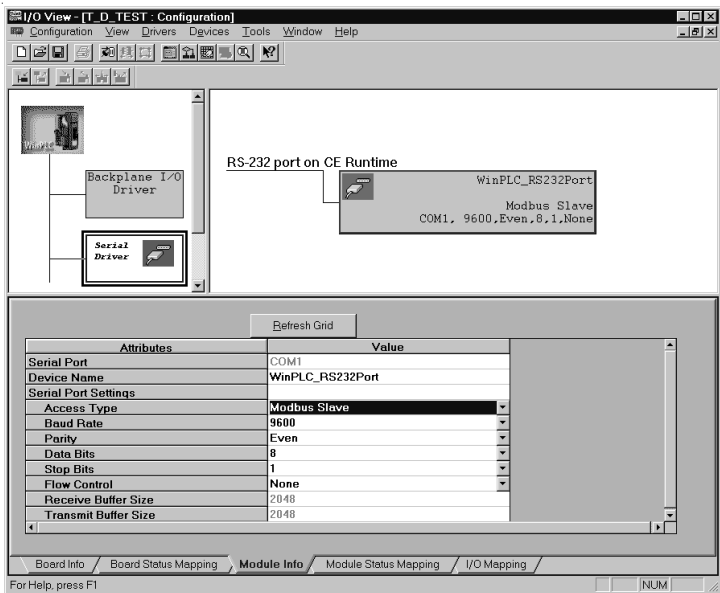 I/O View - [T_D_TEST : Configuration]
Configuration View Drivers Devices Tools Window Help
WinPLC
Backplane I/O
Driver
Serial
Driver
RS-232 port on CE Runtime
WinPLC_RS232Port
Modbus Slave
COM1, 9600,Even,8,1,None
Refresh Grid
Attributes Value
Serial Port COM1
Device Name WinPLC_RS232Port
Serial Port Settings
Access Type Modbus Slave
Baud Rate 9600
Parity Even
Data Bits 8
Stop Bits 1
Flow Control None
Receive Buffer Size 2048
Transmit Buffer Size 2048
Board Info Board Status Mapping Module Info Module Status Mapping I/O Mapping
For Help, press F1 NUM